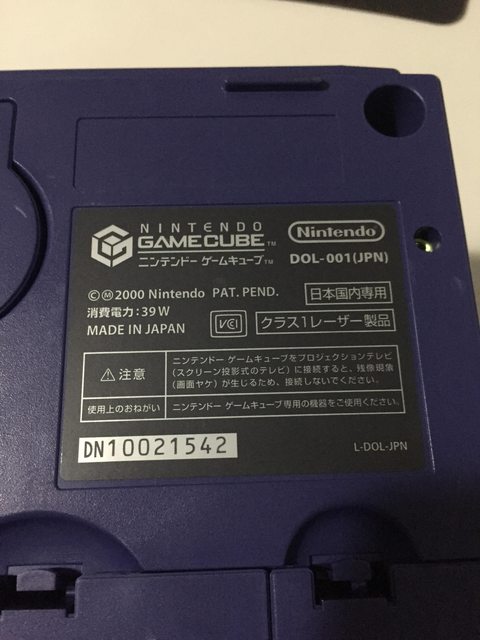 NINTENDO
GAMECUBE™
ニンテンドー ゲームキューブ™
Nintendo
DOL-001(JPN)
©Ⓜ2000 Nintendo PAT. PEND.
日本国内専用
消費電力:39W
MADE IN JAPAN
VCI
クラス1レーザー製品
⚠注意
ニンテンドー ゲームキューブをプロジェクションテレビ
(スクリーン投影式のテレビ)に接続すると、残像現象
(画面ヤケ)が生じるため、接続しないでください。
使用上のおねがい
ニンテンドー ゲームキューブ専用の機器をご使用ください。
DN10021542
L-DOL-JPN